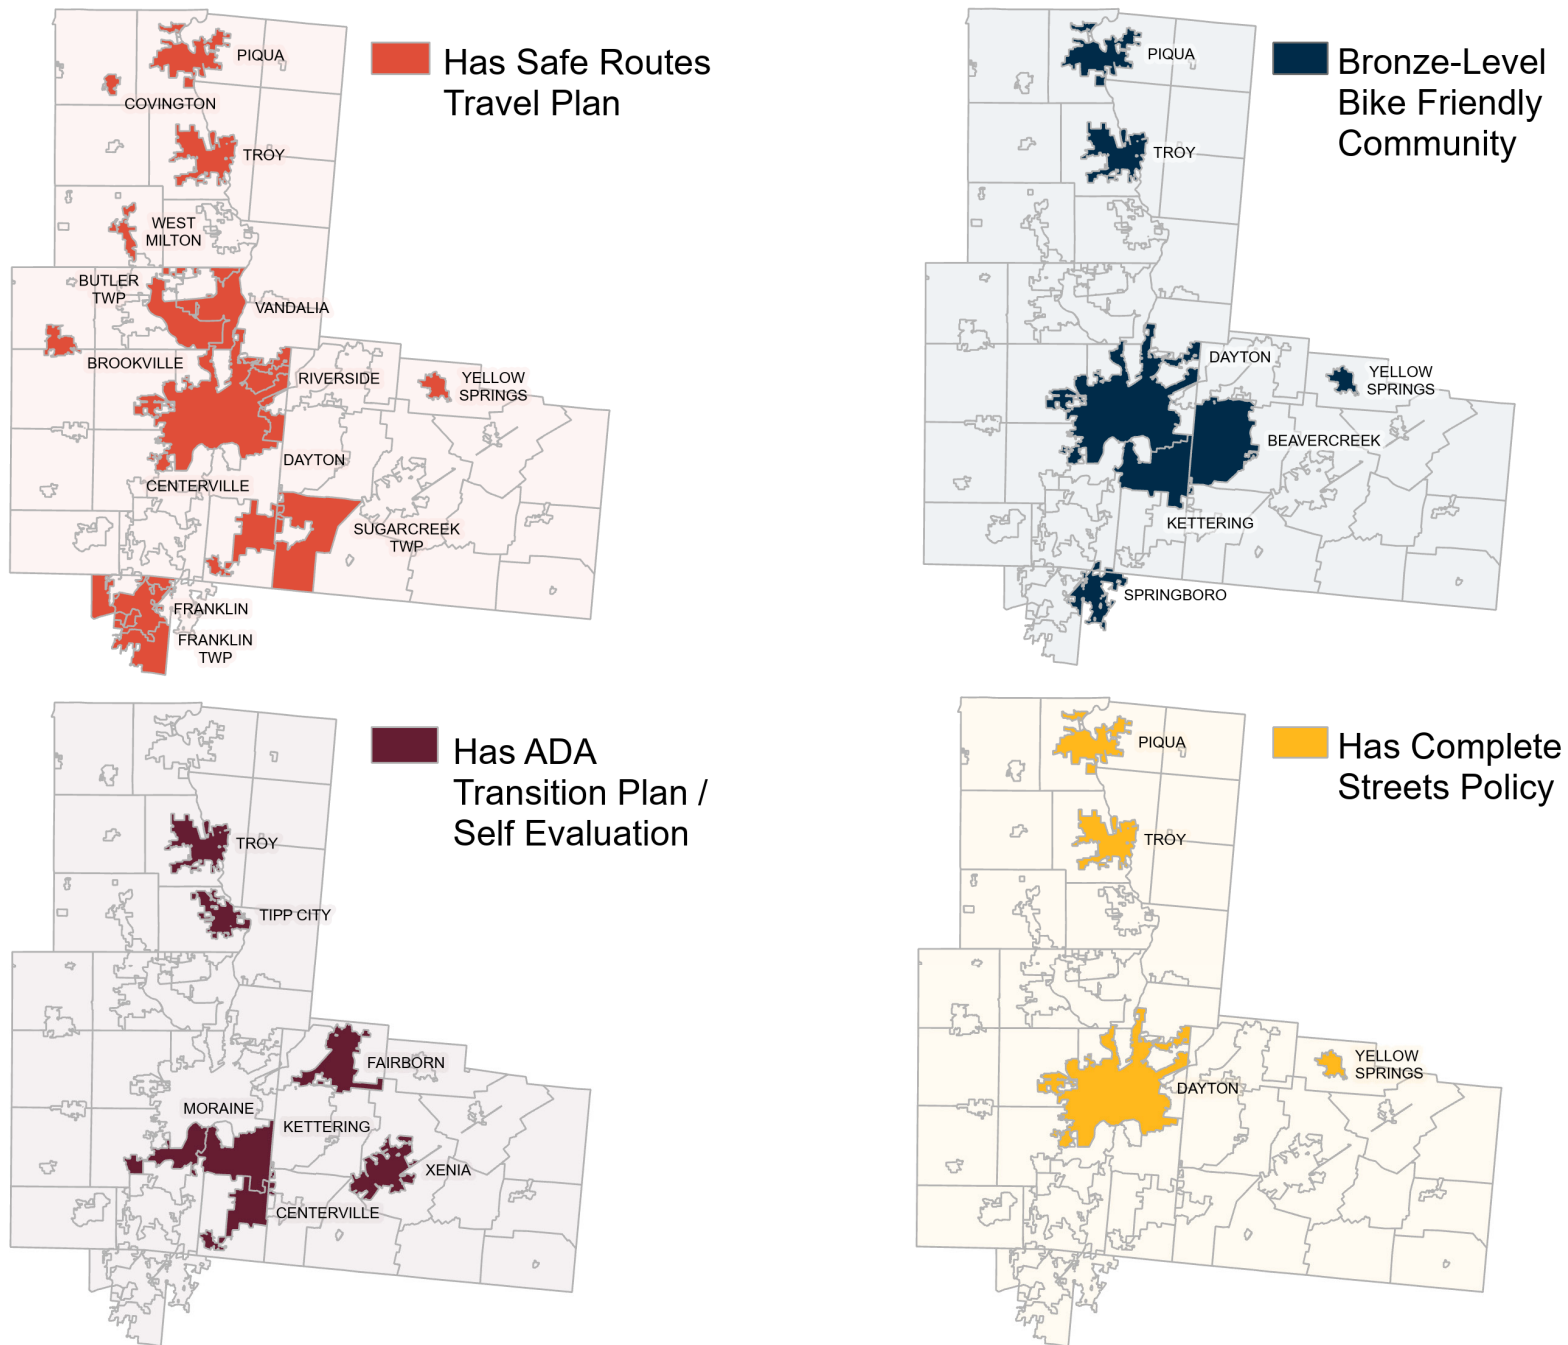 PIQUA
COVINGTON
TROY
WEST
MILTON
BUTLER
TWP
VANDALIA
BROOKVILLE
RIVERSIDE
YELLOW
SPRINGS
DAYTON
CENTERVILLE
SUGARCREEK
TWP
FRANKLIN
FRANKLIN
TWP
Has Safe Routes
Travel Plan
PIQUA
TROY
DAYTON
YELLOW
SPRINGS
BEAVERCREEK
KETTERING
SPRINGBORO
Bronze-Level
Bike Friendly
Community
TROY
TIPP CITY
FAIRBORN
MORAINE
KETTERING
XENIA
CENTERVILLE
Has ADA
Transition Plan /
Self Evaluation
PIQUA
TROY
YELLOW
SPRINGS
DAYTON
Has Complete
Streets Policy